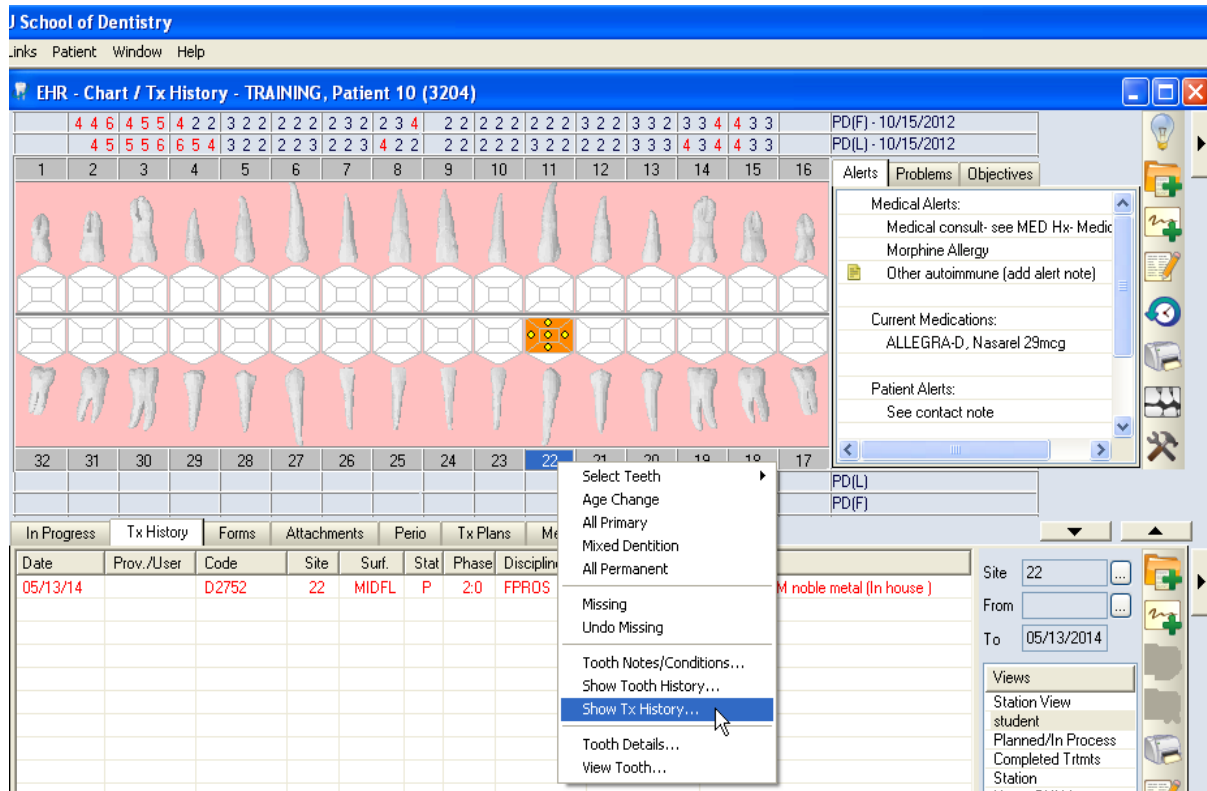 J School of Dentistry
Links Patient Window Help
EHR - Chart / Tx History - TRAINING, Patient 10 (3204)
4 4 6 4 5 5 4 2 2 3 2 2 2 2 2 2 3 2 2 3 4 2 2 2 2 2 2 2 2 2 3 2 2 3 3 2 3 3 4 4 3 3 PD(F) - 10/15/2012
4 5 5 5 6 6 5 4 3 2 2 2 2 3 2 2 3 4 2 2 2 2 2 2 2 2 3 2 2 2 2 2 3 3 3 4 3 4 4 3 3 PD(L) - 10/15/2012
1 2 3 4 5 6 7 8 9 10 11 12 13 14 15 16
Alerts Problems Objectives
Medical Alerts:
Medical consult- see MED Hx- Medic
Morphine Allergy
Other autoimmune (add alert note)
Current Medications:
ALLEGRA-D, Nasarel 29mcg
Patient Alerts:
See contact note
32 31 30 29 28 27 26 25 24 23 22 21 20 19 18 17
PD(L)
PD(F)
Select Teeth
Age Change
All Primary
Mixed Dentition
All Permanent
Missing
Undo Missing
Tooth Notes/Conditions...
Show Tooth History...
Show Tx History...
Tooth Details...
View Tooth...
In Progress Tx History Forms Attachments Perio Tx Plans Me
Date Prov./User Code Site Surf. Stat Phase Disciplin
05/13/14 D2752 22 MIDFL P 2:0 FPROS M noble metal (In house )
Site 22 ...
From ...
To 05/13/2014
Views
Station View
student
Planned/In Process
Completed Trtmts
Station